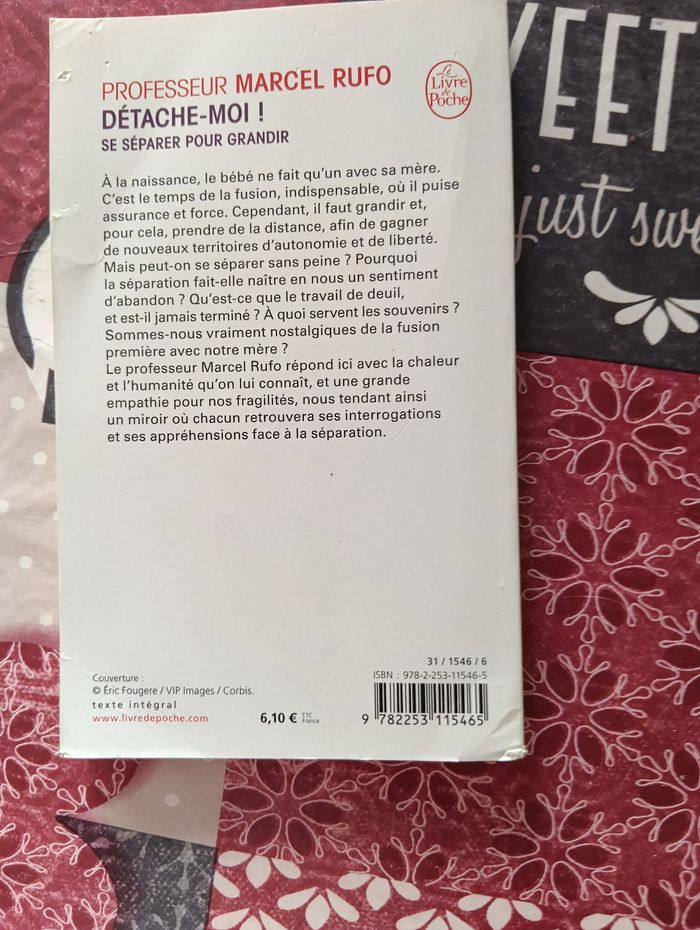 PROFESSEUR MARCEL RUFO
DÉTACHE-MOI !
SE SÉPARER POUR GRANDIR
Le
Livre
de
Poche
À la naissance, le bébé ne fait qu'un avec sa mère.
C'est le temps de la fusion, indispensable, où il puise
assurance et force. Cependant, il faut grandir et,
pour cela, prendre de la distance, afin de gagner
de nouveaux territoires d'autonomie et de liberté.
Mais peut-on se séparer sans peine ? Pourquoi
la séparation fait-elle naître en nous un sentiment
d'abandon ? Qu'est-ce que le travail de deuil,
et est-il jamais terminé ? À quoi servent les souvenirs ?
Sommes-nous vraiment nostalgiques de la fusion
première avec notre mère ?
Le professeur Marcel Rufo répond ici avec la chaleur
et l'humanité qu'on lui connaît, et une grande
empathie pour nos fragilités, nous tendant ainsi
un miroir où chacun retrouvera ses interrogations
et ses appréhensions face à la séparation.
Couverture :
© Éric Fougere / VIP Images / Corbis.
texte intégral
www.livredepoche.com
6,10 € TTC
France
31 / 1546 / 6
ISBN : 978-2-253-11546-5
9 782253 115465
EET
just swe